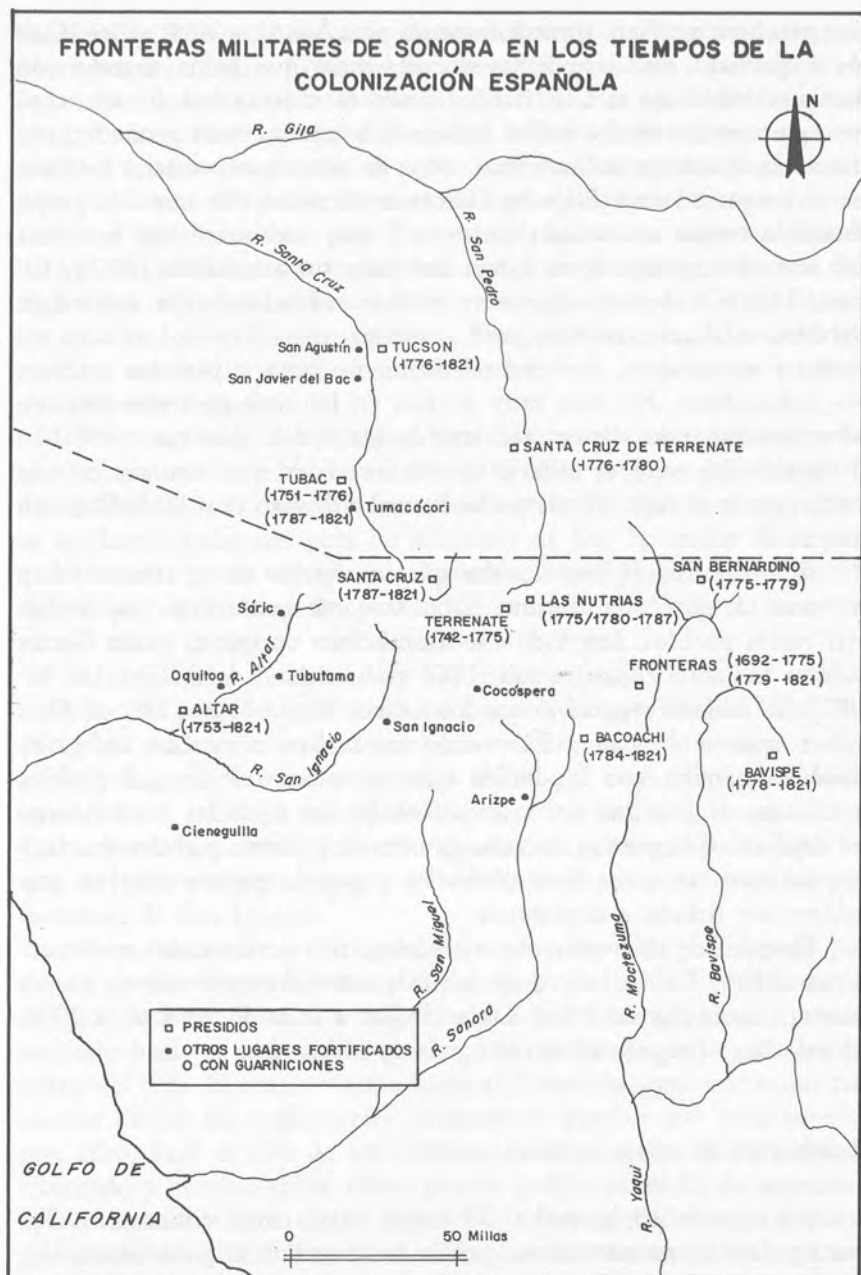 FRONTERAS MILITARES DE SONORA EN LOS TIEMPOS DE LA
COLONIZACIÓN ESPAÑOLA
N
R. Gila
R. Santa Cruz
R. San Pedro
San Agustín
TUCSON
(1776-1821)
San Javier del Bac
SANTA CRUZ DE TERRENATE
(1776-1780)
TUBAC
(1751-1776)
(1787-1821)
Tumacácori
SANTA CRUZ
(1787-1821)
SAN BERNARDINO
(1775-1779)
LAS NUTRIAS
(1775/1780-1787)
TERRENATE
(1742-1775)
Sáric
R. Altar
Oquitoa
Tubutama
Cocóspera
FRONTERAS
(1692-1775)
(1779-1821)
ALTAR
(1753-1821)
San Ignacio
R. San Ignacio
BACOACHI
(1784-1821)
BAVISPE
(1778-1821)
Arizpe
Cieneguilla
R. San Miguel
R. Sonora
R. Moctezuma
R. Bavispe
R. Yaqui
PRESIDIOS
OTROS LUGARES FORTIFICADOS
O CON GUARNICIONES
GOLFO DE
CALIFORNIA
0 50 Millas